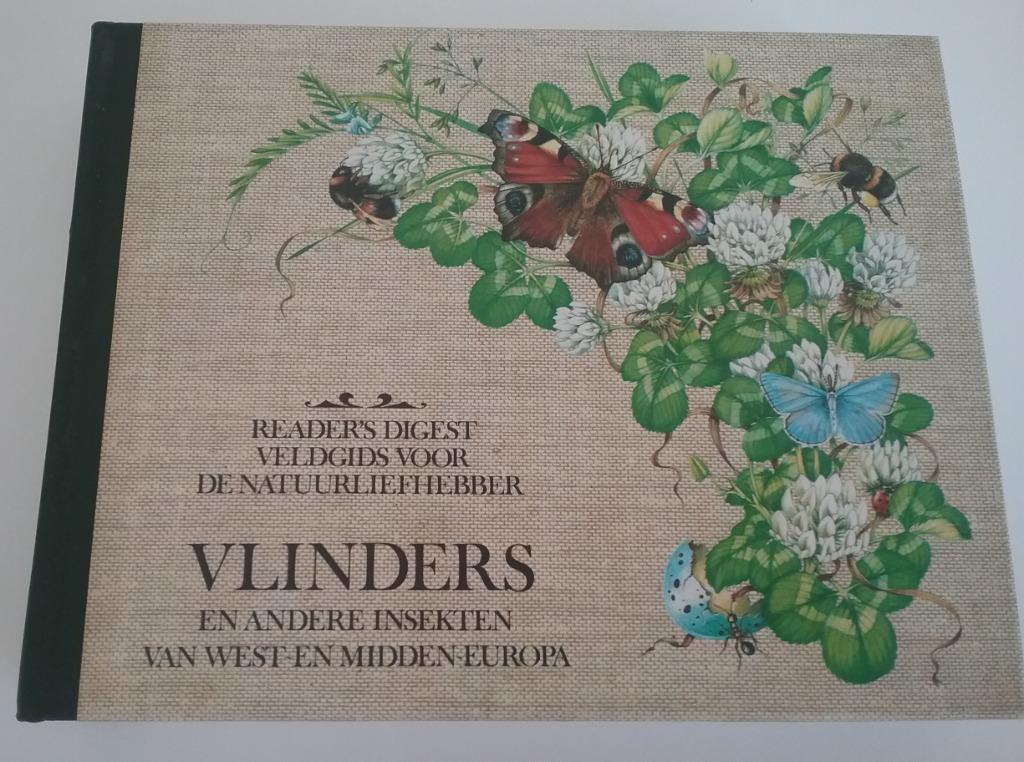 READER'S DIGEST
VELDGIDS VOOR
DE NATUURLIEFHEBBER
VLINDERS
EN ANDERE INSEKTEN
VAN WEST-EN MIDDEN-EUROPA